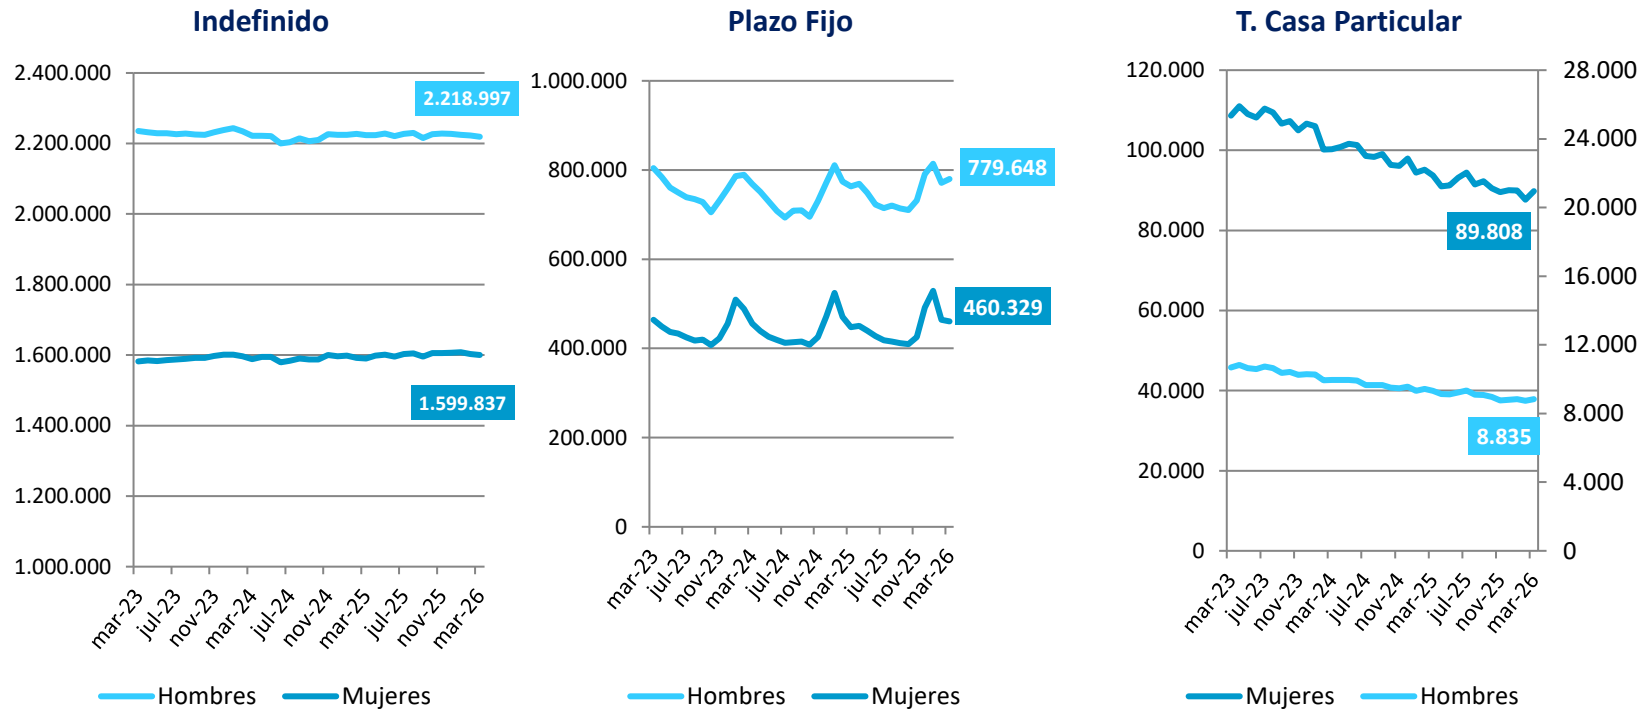 Indefinido
2.400.000
2.200.000
2.000.000
1.800.000
1.600.000
1.400.000
1.200.000
1.000.000
2.218.997
1.599.837
mar-23
jul-23
nov-23
mar-24
jul-24
nov-24
mar-25
jul-25
nov-25
mar-26
Hombres
Mujeres
Plazo Fijo
1.000.000
800.000
600.000
400.000
200.000
0
779.648
460.329
mar-23
jul-23
nov-23
mar-24
jul-24
nov-24
mar-25
jul-25
nov-25
mar-26
Hombres
Mujeres
T. Casa Particular
120.000
100.000
80.000
60.000
40.000
20.000
0
28.000
24.000
20.000
16.000
12.000
8.000
4.000
0
89.808
8.835
mar-23
jul-23
nov-23
mar-24
jul-24
nov-24
mar-25
jul-25
nov-25
mar-26
Mujeres
Hombres